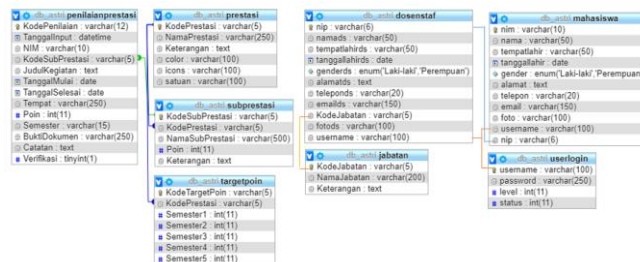 db_astri penilaianprestasi
KodePenilaian : varchar(12)
TanggalInput : datetime
NIM : varchar(10)
KodeSubPrestasi : varchar(5)
JudulKegiatan : text
TanggalMulai : date
TanggalSelesai : date
Tempat : varchar(250)
Poin : int(11)
Semester : varchar(15)
BuktiDokumen : varchar(250)
Catatan : text
Verifikasi : tinyint(1)
db_astri prestasi
KodePrestasi : varchar(5)
NamaPrestasi : varchar(250)
Keterangan : text
color : varchar(100)
icons : varchar(100)
satuan : varchar(100)
db_astri subprestasi
KodeSubPrestasi : varchar(5)
KodePrestasi : varchar(5)
NamaSubPrestasi : varchar(500)
Poin : int(11)
Keterangan : text
db_astri targetpoin
KodeTargetPoin : varchar(5)
KodePrestasi : varchar(5)
Semester1 : int(11)
Semester2 : int(11)
Semester3 : int(11)
Semester4 : int(11)
Semester5 : int(11)
db_astri dosenstaf
nip : varchar(6)
namads : varchar(50)
tempatlahirds : varchar(50)
tanggallahirds : date
genderds : enum('Laki-laki','Perempuan')
alamatds : text
teleponds : varchar(20)
emailds : varchar(150)
KodeJabatan : varchar(5)
fotods : varchar(100)
username : varchar(100)
db_astri jabatan
KodeJabatan : varchar(5)
NamaJabatan : varchar(200)
Keterangan : text
db_astri mahasiswa
nim : varchar(10)
nama : varchar(50)
tempatlahir : varchar(50)
tanggallahir : date
gender : enum('Laki-laki','Perempuan')
alamat : text
telepon : varchar(20)
email : varchar(150)
foto : varchar(100)
username : varchar(100)
nip : varchar(6)
db_astri userlogin
username : varchar(100)
password : varchar(250)
level : int(11)
status : int(11)